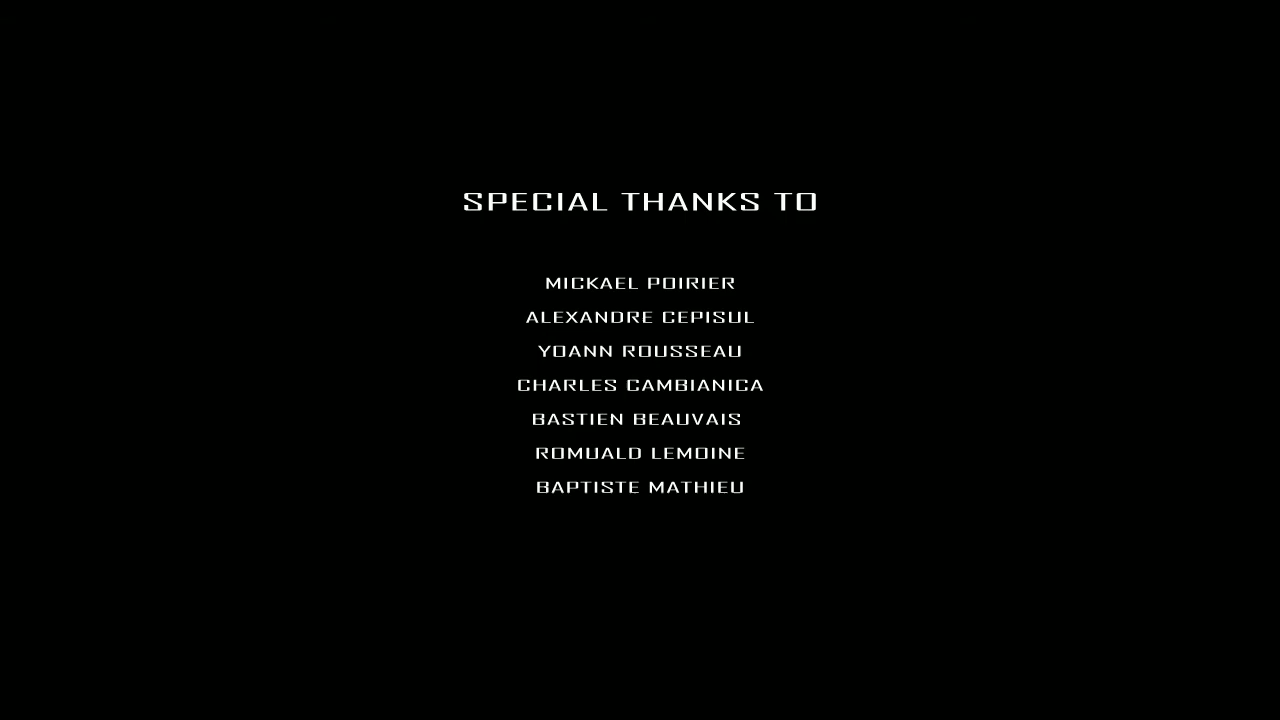 SPECIAL THANKS TO
MICKAEL POIRIER
ALEXANDRE CEPISUL
YOANN ROUSSEAU
CHARLES CAMBIANICA
BASTIEN BEAUVAIS
ROMUALD LEMOINE
BAPTISTE MATHIEU